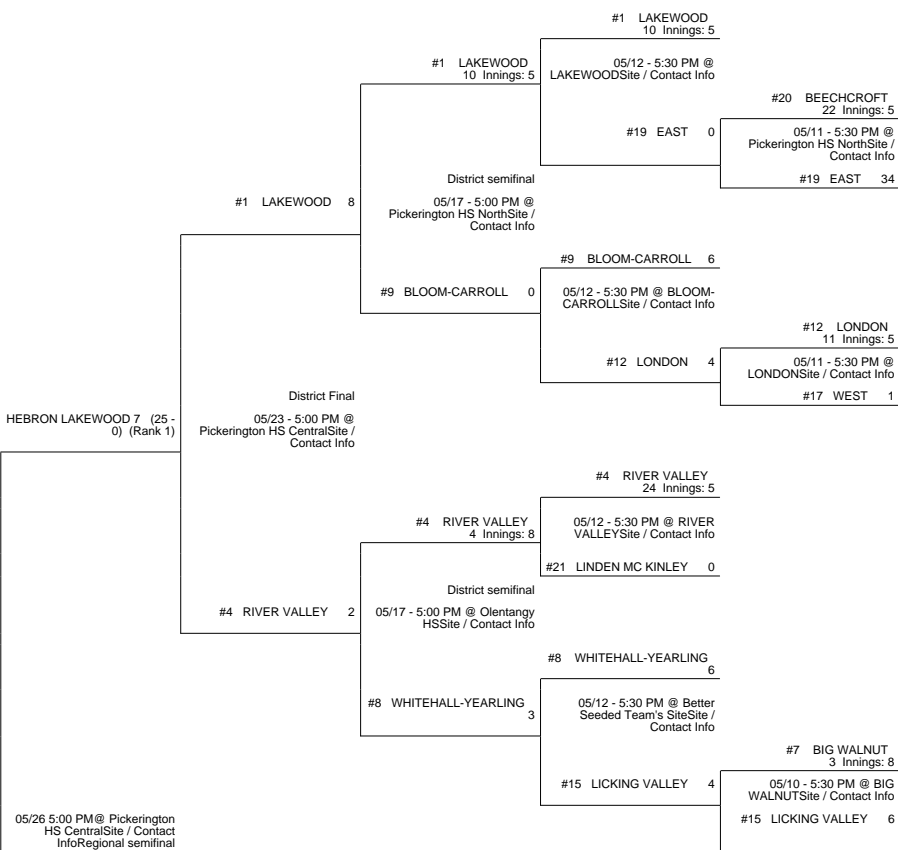 #1 LAKEWOOD
10 Innings: 5
05/12 - 5:30 PM @
LAKEWOODSite / Contact Info
#19 EAST 0
#20 BEECHCROFT
22 Innings: 5
05/11 - 5:30 PM @
Pickerington HS NorthSite /
Contact Info
#19 EAST 34
#1 LAKEWOOD
10 Innings: 5
District semifinal
05/17 - 5:00 PM @
Pickerington HS NorthSite /
Contact Info
#1 LAKEWOOD 8
#9 BLOOM-CARROLL 0
#9 BLOOM-CARROLL 6
05/12 - 5:30 PM @ BLOOM-
CARROLLSite / Contact Info
#12 LONDON 4
#12 LONDON
11 Innings: 5
05/11 - 5:30 PM @
LONDONSite / Contact Info
#17 WEST 1
District Final
05/23 - 5:00 PM @
Pickerington HS CentralSite /
Contact Info
HEBRON LAKEWOOD 7 (25 -
0) (Rank 1)
#4 RIVER VALLEY
24 Innings: 5
05/12 - 5:30 PM @ RIVER
VALLEYSite / Contact Info
#21 LINDEN MC KINLEY 0
#4 RIVER VALLEY
4 Innings: 8
District semifinal
05/17 - 5:00 PM @ Olentangy
HSSite / Contact Info
#4 RIVER VALLEY 2
#8 WHITEHALL-YEARLING
3
#8 WHITEHALL-YEARLING
6
05/12 - 5:30 PM @ Better
Seeded Team's SiteSite /
Contact Info
#15 LICKING VALLEY 4
#7 BIG WALNUT
3 Innings: 8
05/10 - 5:30 PM @ BIG
WALNUTSite / Contact Info
#15 LICKING VALLEY 6
05/26 5:00 PM@ Pickerington
HS CentralSite / Contact
InfoRegional semifinal